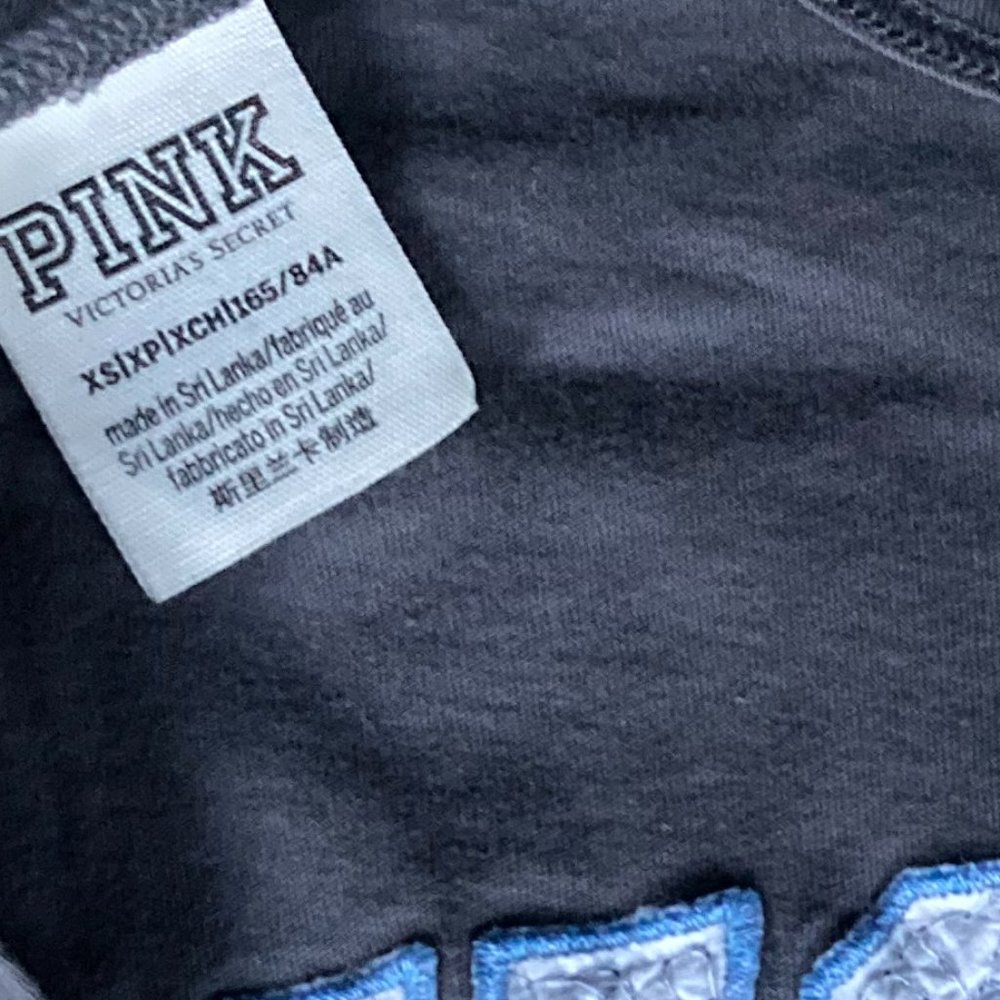 PINK
VICTORIA'S SECRET
XS|XP|XCH|165/84A
made in Sri Lanka/fabriqué au
Sri Lanka/hecho en Sri Lanka/
fabbricato in Sri Lanka/
斯里兰卡制造